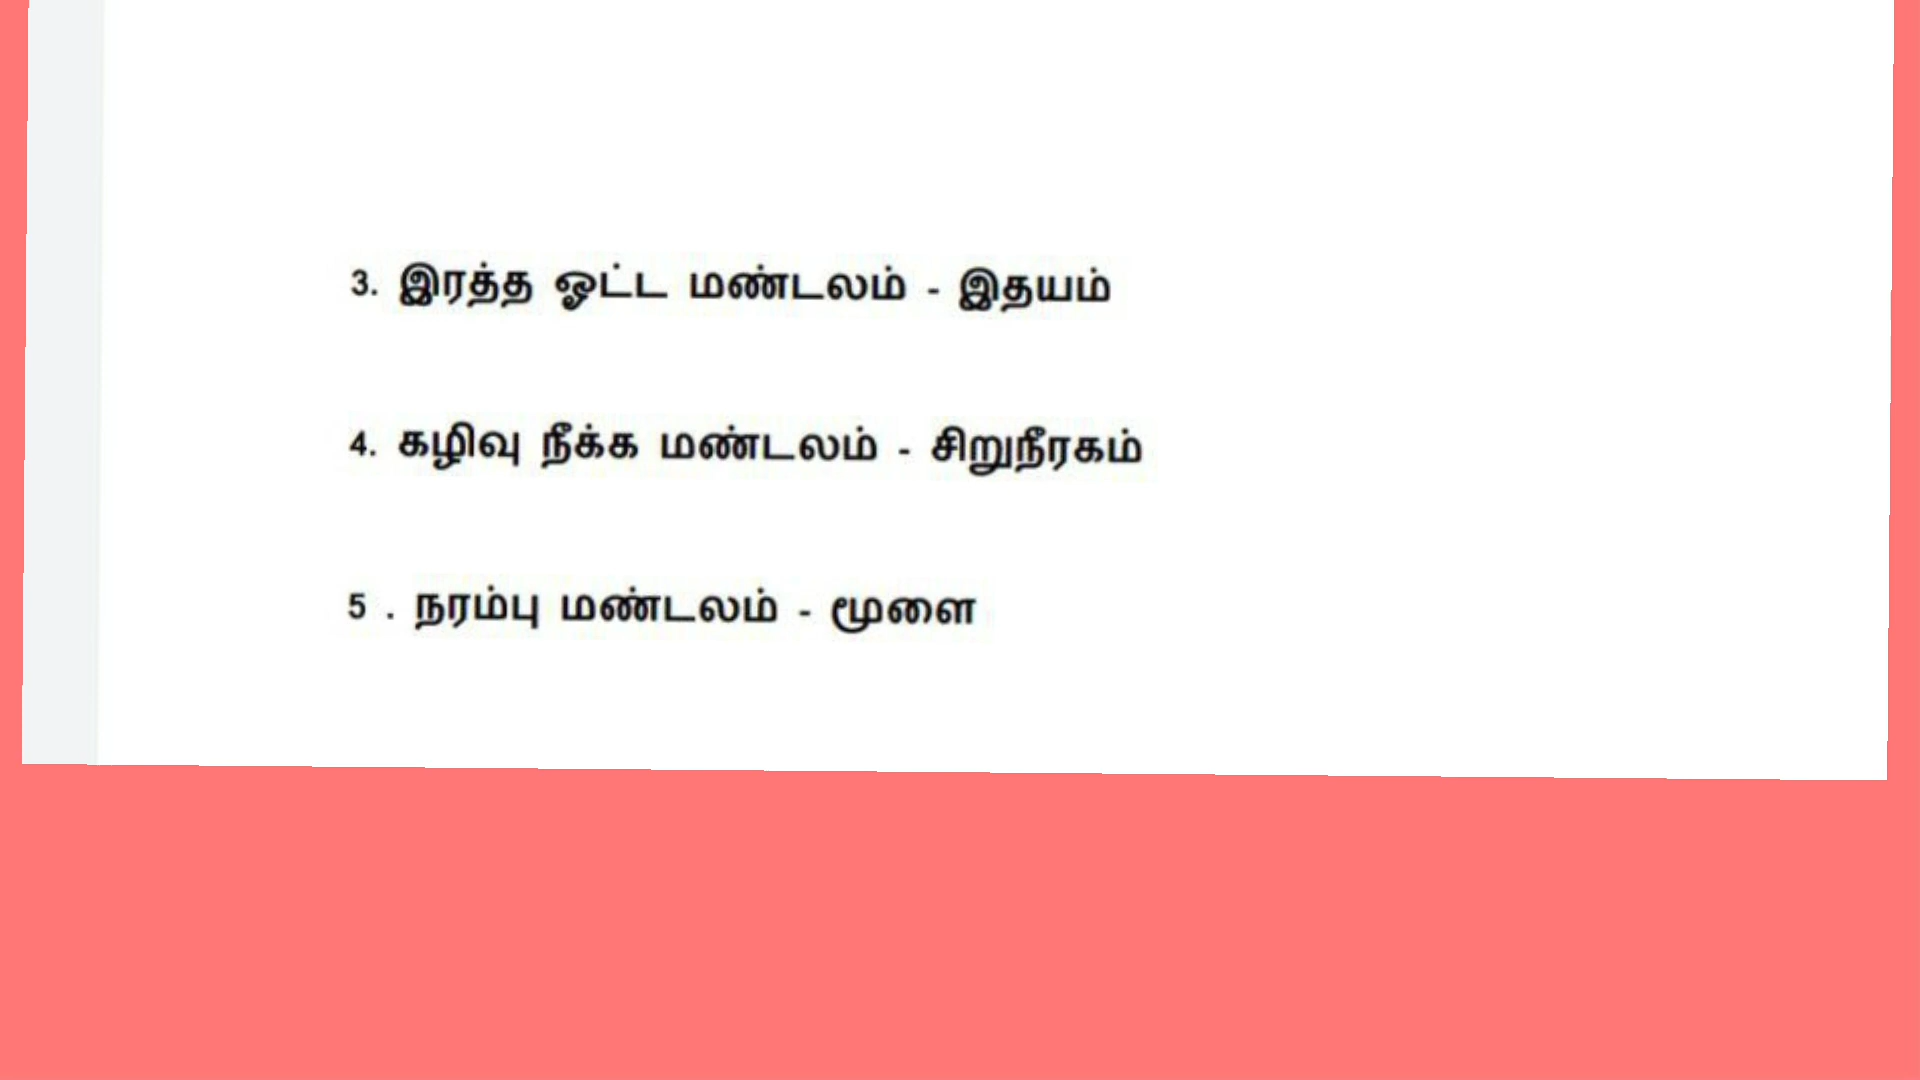 3. இரத்த ஓட்ட மண்டலம் - இதயம்
4. கழிவு நீக்க மண்டலம் - சிறுநீரகம்
5 . நரம்பு மண்டலம் - மூளை